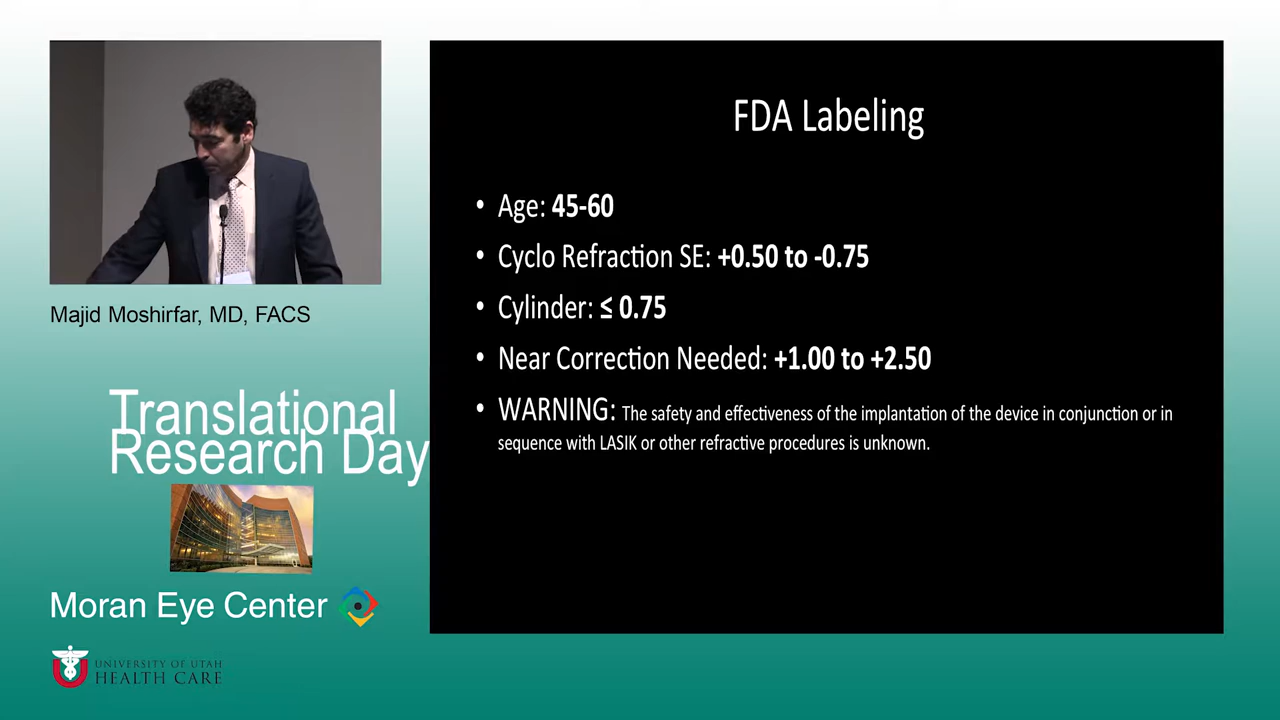 FDA Labeling
• Age: 45-60
• Cyclo Refraction SE: +0.50 to -0.75
• Cylinder: ≤ 0.75
• Near Correction Needed: +1.00 to +2.50
• WARNING: The safety and effectiveness of the implantation of the device in conjunction or in
sequence with LASIK or other refractive procedures is unknown.
Majid Moshirfar, MD, FACS
Translational
Research Day
Moran Eye Center
U
UNIVERSITY OF UTAH
HEALTH CARE